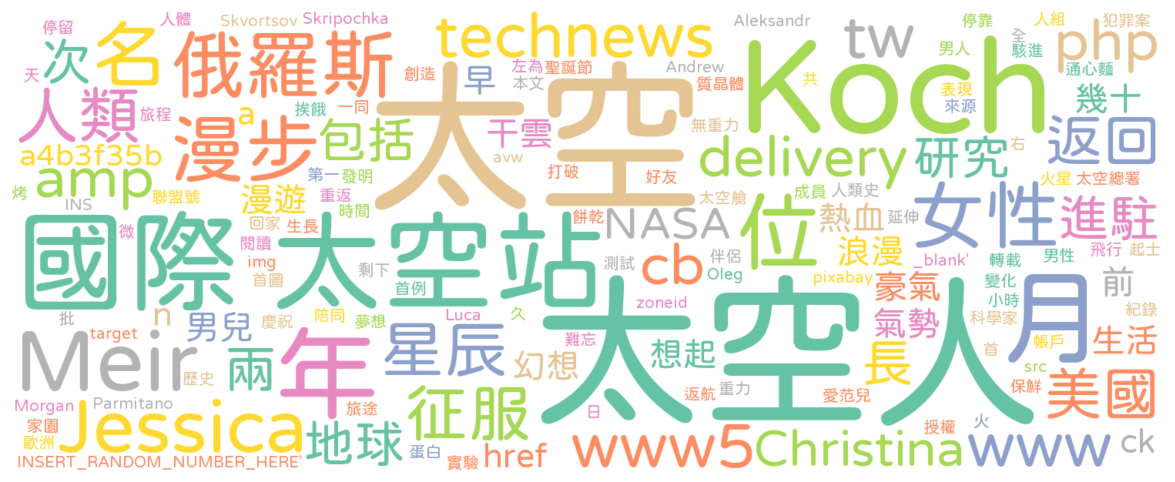 停留
人體
Skvortsov
Skripochka
technews
Aleksandr
tw
停靠
人組
犯罪案
次
名
俄羅斯
創造
早
左為
聖誕節
本文
太空
Andrew
質晶體
Koch
男人
全
駭進
php
通心麵
天
人類
旅程
挨餓
一同
a
包括
干雲
無重力
共
表現
來源
幾十
返回
a4b3f35b
漫步
avw
打破
好友
delivery
研究
右
烤
amp
聯盟號
漫遊
第一
發明
重返
時間
太空艙
成員
人類史
火星
太空總署
INS
微
回家
生長
餅乾
NASA
位
熱血
延伸
女性
進駐
國際
太空站
閱讀
img
首圖
剩下
首例
測試
cb
伴侶
Oleg
浪漫
pixabay
_blank'
轉載
男性
飛行
起士
批
n
男兒
慶祝
陪同
夢想
Luca
久
zoneid
太空人
豪氣
變化
小時
科學家
月
前
紀錄
target
Meir
歷史
兩
年
星辰
幻想
難忘
想起
氣勢
長
首
帳戶
生活
src
保鮮
Morgan
Parmitano
家園
歐洲
Jessica
地球
旅途
征服
日
返航
重力
愛范兒
授權
火
美國
蛋白
實驗
href
www5
Christina
www
ck
INSERT_RANDOM_NUMBER_HERE'